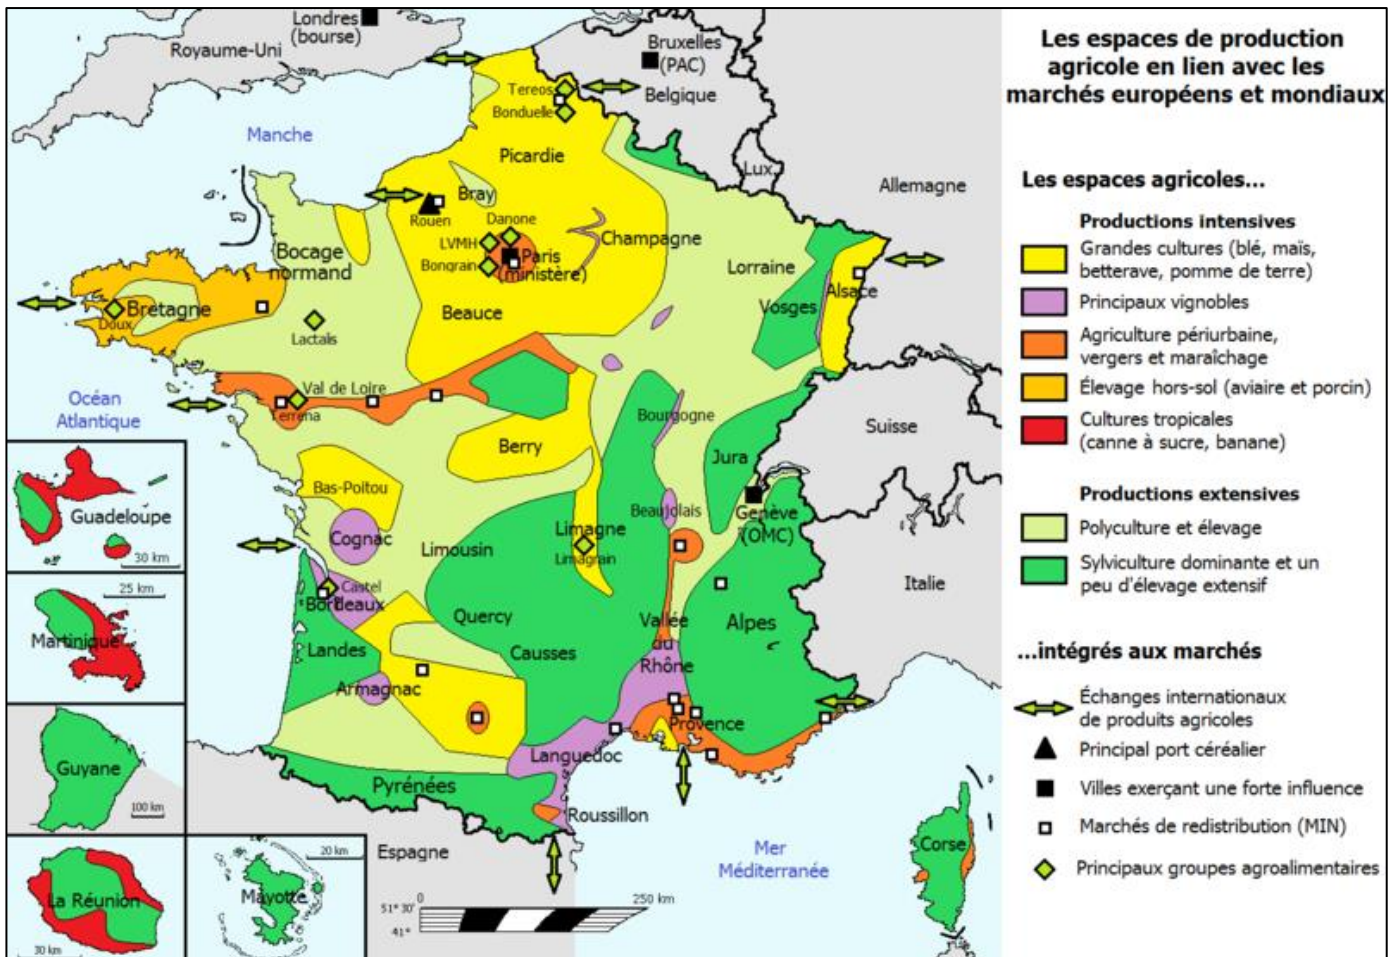 Londres
(bourse)
Royaume-Uni
Bruxelles
(PAC)
Belgique
Tereos
Bonduelle
Manche
Picardie
Lux.
Allemagne
Bray
Rouen
Danone
LVMH
Champagne
Paris
(ministère)
Bongrain
Bocage
normand
Lorraine
Alsace
Vosges
Bretagne
Doux
Beauce
Lactalis
Océan
Atlantique
Val de Loire
Terrena
Bourgogne
Suisse
Berry
Jura
Bas-Poitou
Beaujolais
Genève
(OMC)
Cognac
Limousin
Limagne
Limagrain
Italie
Castel
Bordeaux
Quercy
Vallée
du
Rhône
Alpes
Landes
Causses
Armagnac
Provence
Languedoc
Pyrénées
Roussillon
Espagne
Mer
Méditerranée
Corse
0
250 km
51° 30'
41°
Guadeloupe
30 km
25 km
Martinique
Guyane
100 km
La Réunion
30 km
20 km
Mayotte
Les espaces de production
agricole en lien avec les
marchés européens et mondiaux
Les espaces agricoles...
Productions intensives
Grandes cultures (blé, maïs,
betterave, pomme de terre)
Principaux vignobles
Agriculture périurbaine,
vergers et maraîchage
Élevage hors-sol (aviaire et porcin)
Cultures tropicales
(canne à sucre, banane)
Productions extensives
Polyculture et élevage
Sylviculture dominante et un
peu d'élevage extensif
...intégrés aux marchés
Échanges internationaux
de produits agricoles
Principal port céréalier
Villes exerçant une forte influence
Marchés de redistribution (MIN)
Principaux groupes agroalimentaires